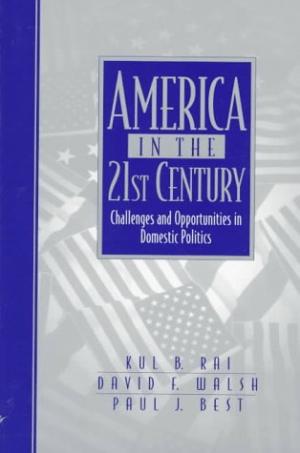 AMERICA
IN THE
21ST CENTURY
Challenges and Opportunities in
Domestic Politics
KUL B. RAI
DAVID F. WALSH
PAUL J. BEST